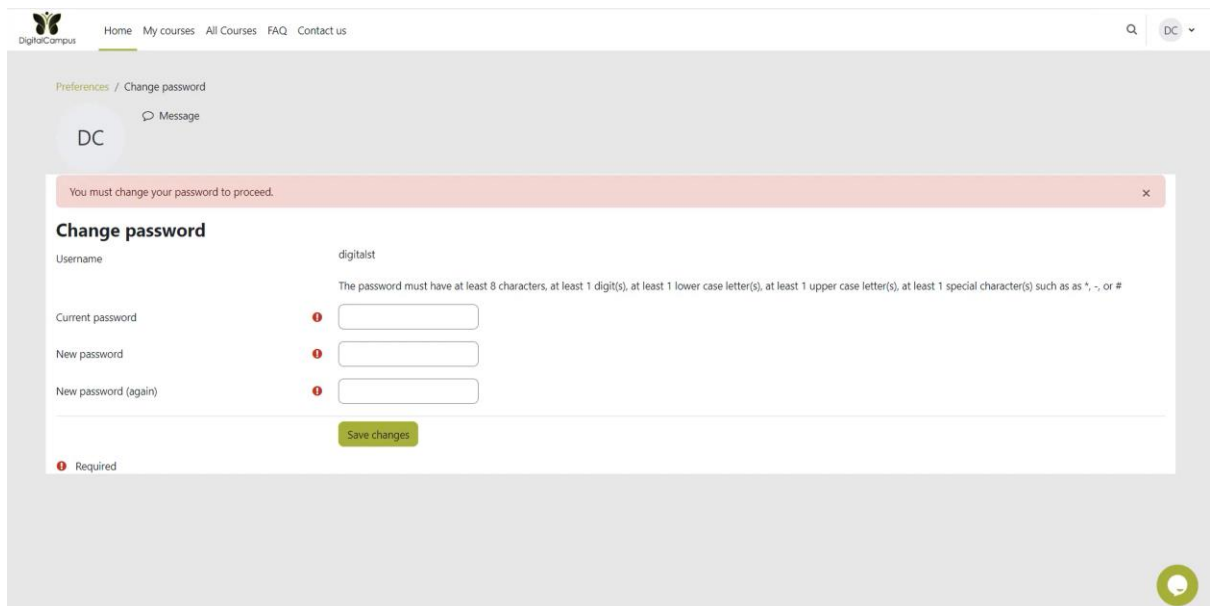 DigitalCampus
Home My courses All Courses FAQ Contact us
DC
Preferences / Change password
DC
Message
You must change your password to proceed.
×
Change password
Username
digitalst
The password must have at least 8 characters, at least 1 digit(s), at least 1 lower case letter(s), at least 1 upper case letter(s), at least 1 special character(s) such as as *, -, or #
Current password
New password
New password (again)
Save changes
Required